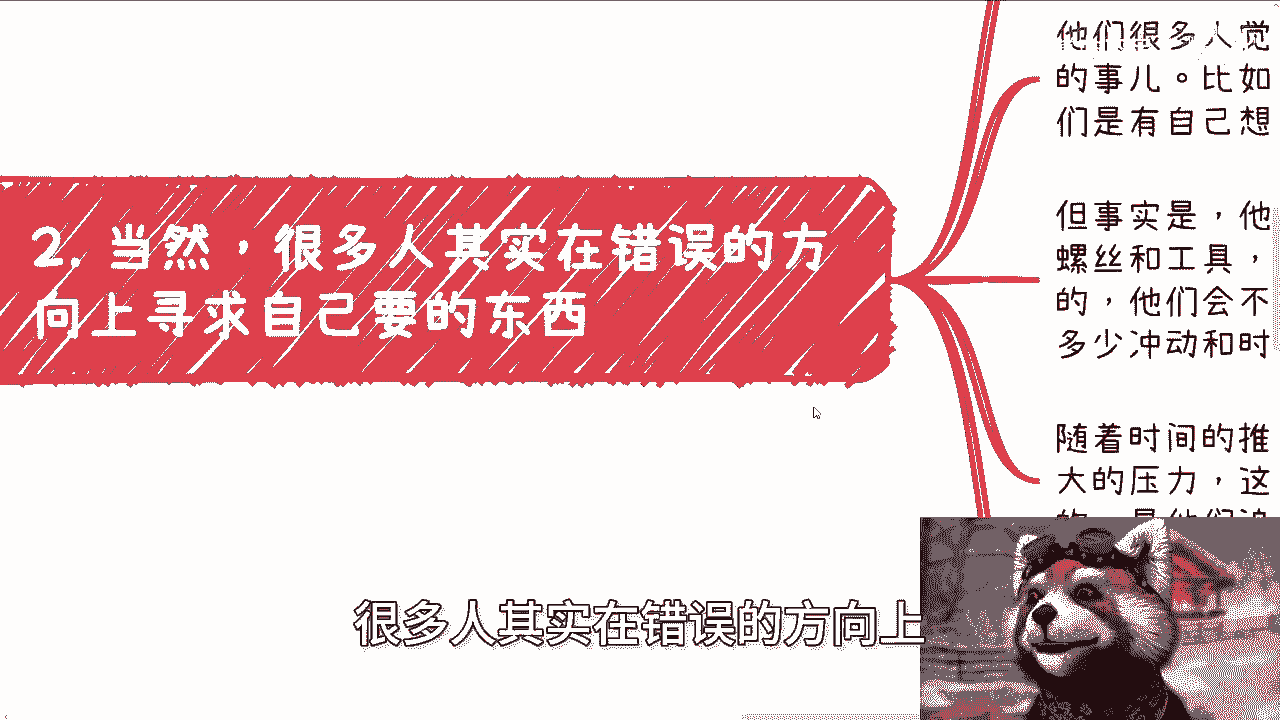 2. 当然，很多人其实在错误的方
向上寻求自己要的东西
他们很多人觉
的事儿。比如
们是有自己想
但事实是，他
螺丝和工具，
的，他们会不
多少冲动和时
随着时间的推
大的压力，这
很多人其实在错误的方向上